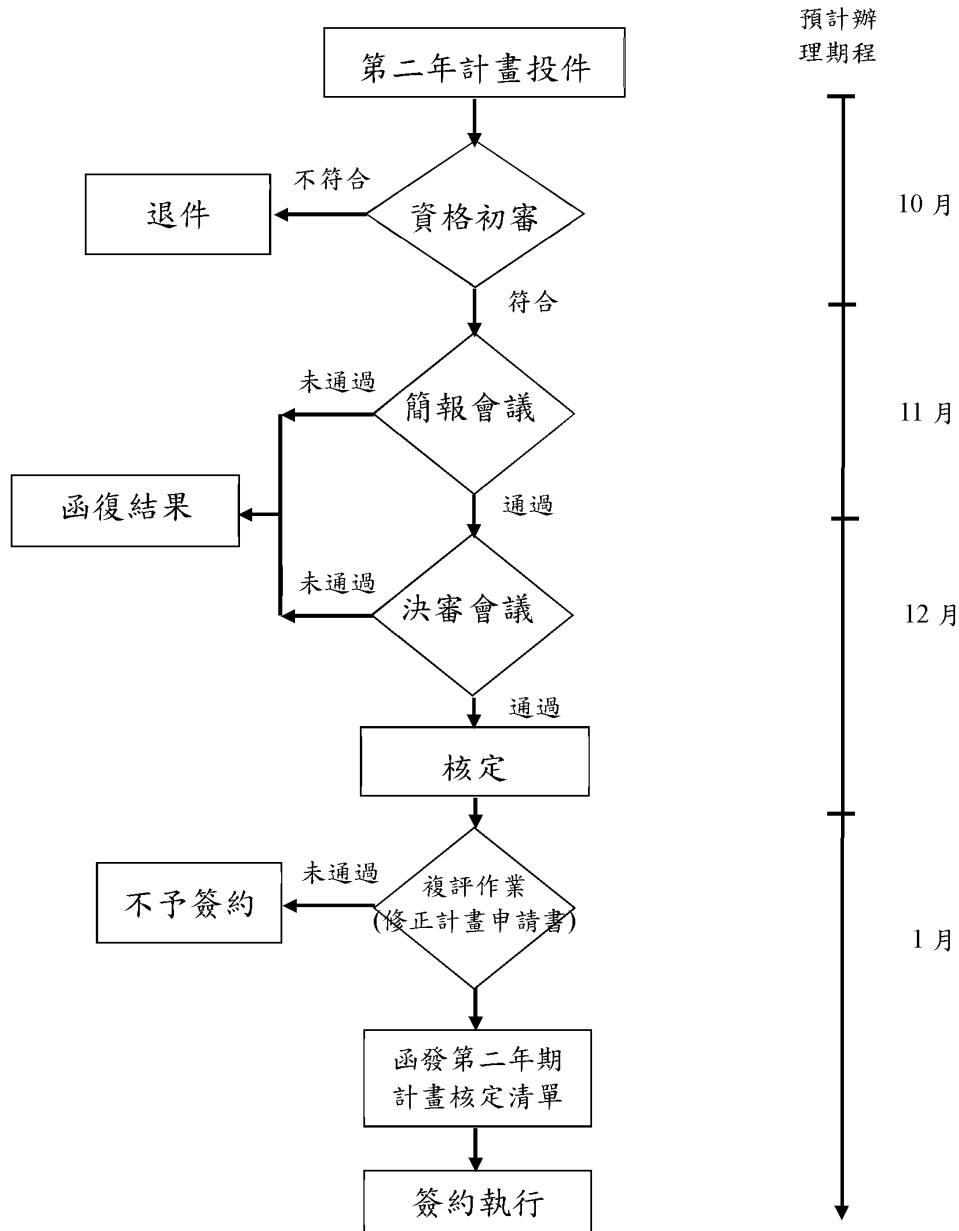 預計辦
理期程
第二年計畫投件
不符合
退件
資格初審
10 月
符合
未通過
簡報會議
11 月
函復結果
通過
未通過
決審會議
12 月
通過
核定
未通過
不予簽約
複評作業
(修正計畫申請書)
1 月
函發第二年期
計畫核定清單
簽約執行